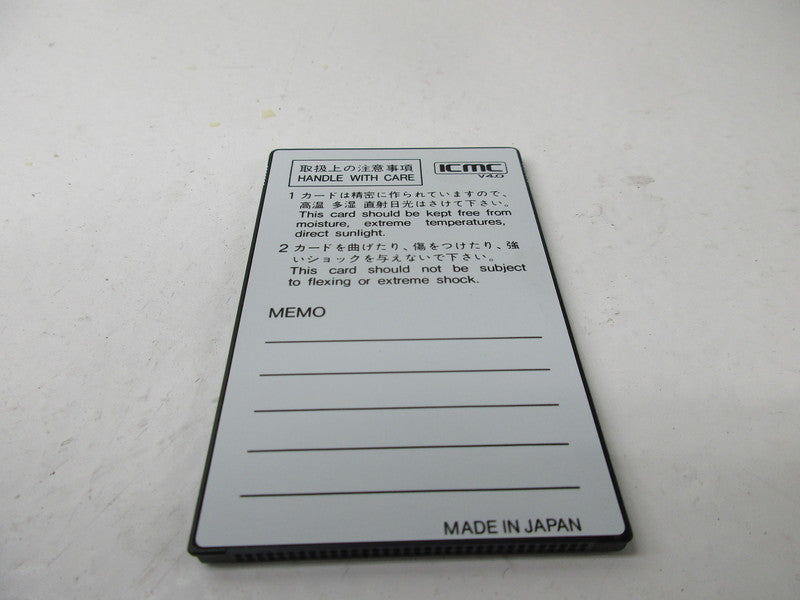 取扱上の注意事項
HANDLE WITH CARE
ICMC
V4.0
1 カードは精密に作られていますので、
高温 多湿 直射日光はさけて下さい。
This card should be kept free from
moisture, extreme temperatures,
direct sunlight.
2 カードを曲げたり、傷をつけたり、強
いショックを与えないで下さい。
This card should not be subject
to flexing or extreme shock.
MEMO
MADE IN JAPAN